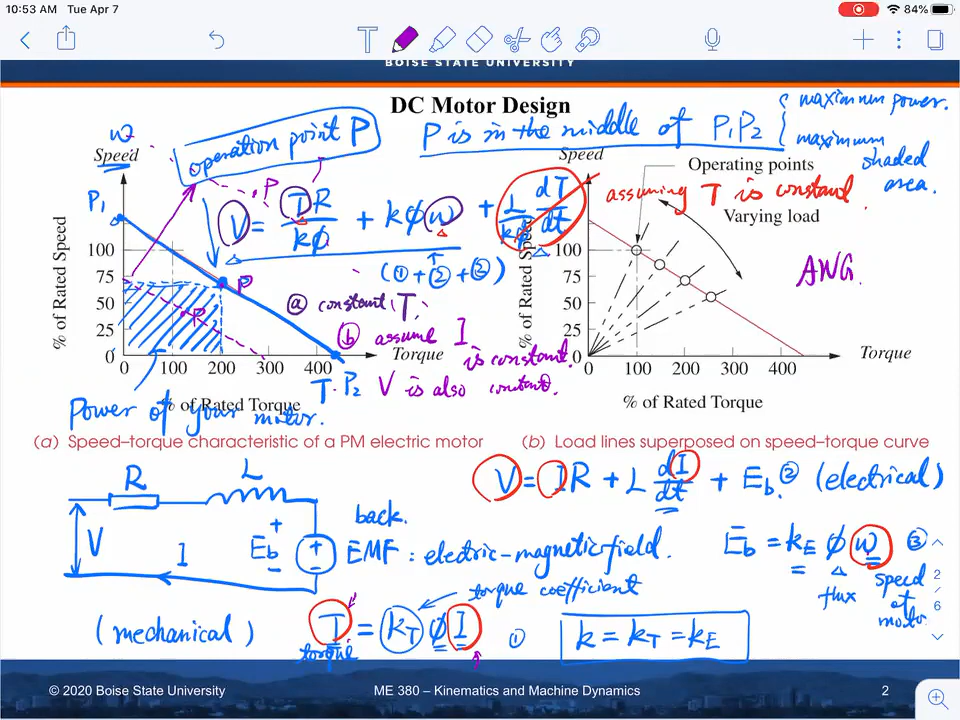 10:53 AM Tue Apr 7
84%
T
BOISE STATE UNIVERSITY
DC Motor Design
maximum power.
maximum shaded area.
operation point P
P is in the middle of P1P2
ω
Speed
P1
P
V = TR/kϕ + kϕω + L/kϕ dT/dt
(① + ② + ③)
ⓐ constant T.
ⓑ assume I is constant.
V is also constant.
P
P
% of Rated Speed
100
75
50
25
0
0 100 200 300 400
Torque
T. P2
% of Rated Torque
Power of your motor.
Speed
Operating points
assuming T is constant.
Varying load
AWG
% of Rated Speed
100
75
50
25
0
0 100 200 300 400
Torque
% of Rated Torque
(a) Speed–torque characteristic of a PM electric motor
(b) Load lines superposed on speed–torque curve
R L
V I Eb + − +
back.
EMF: electric-magnetic field.
V = IR + L dI/dt + Eb ② (electrical)
Eb = kE ϕ ω ③
flux
speed of motor
torque coefficient
(mechanical) T = kT ϕ I ①
torque
k = kT = kE
2
6
© 2020 Boise State University
ME 380 – Kinematics and Machine Dynamics
2